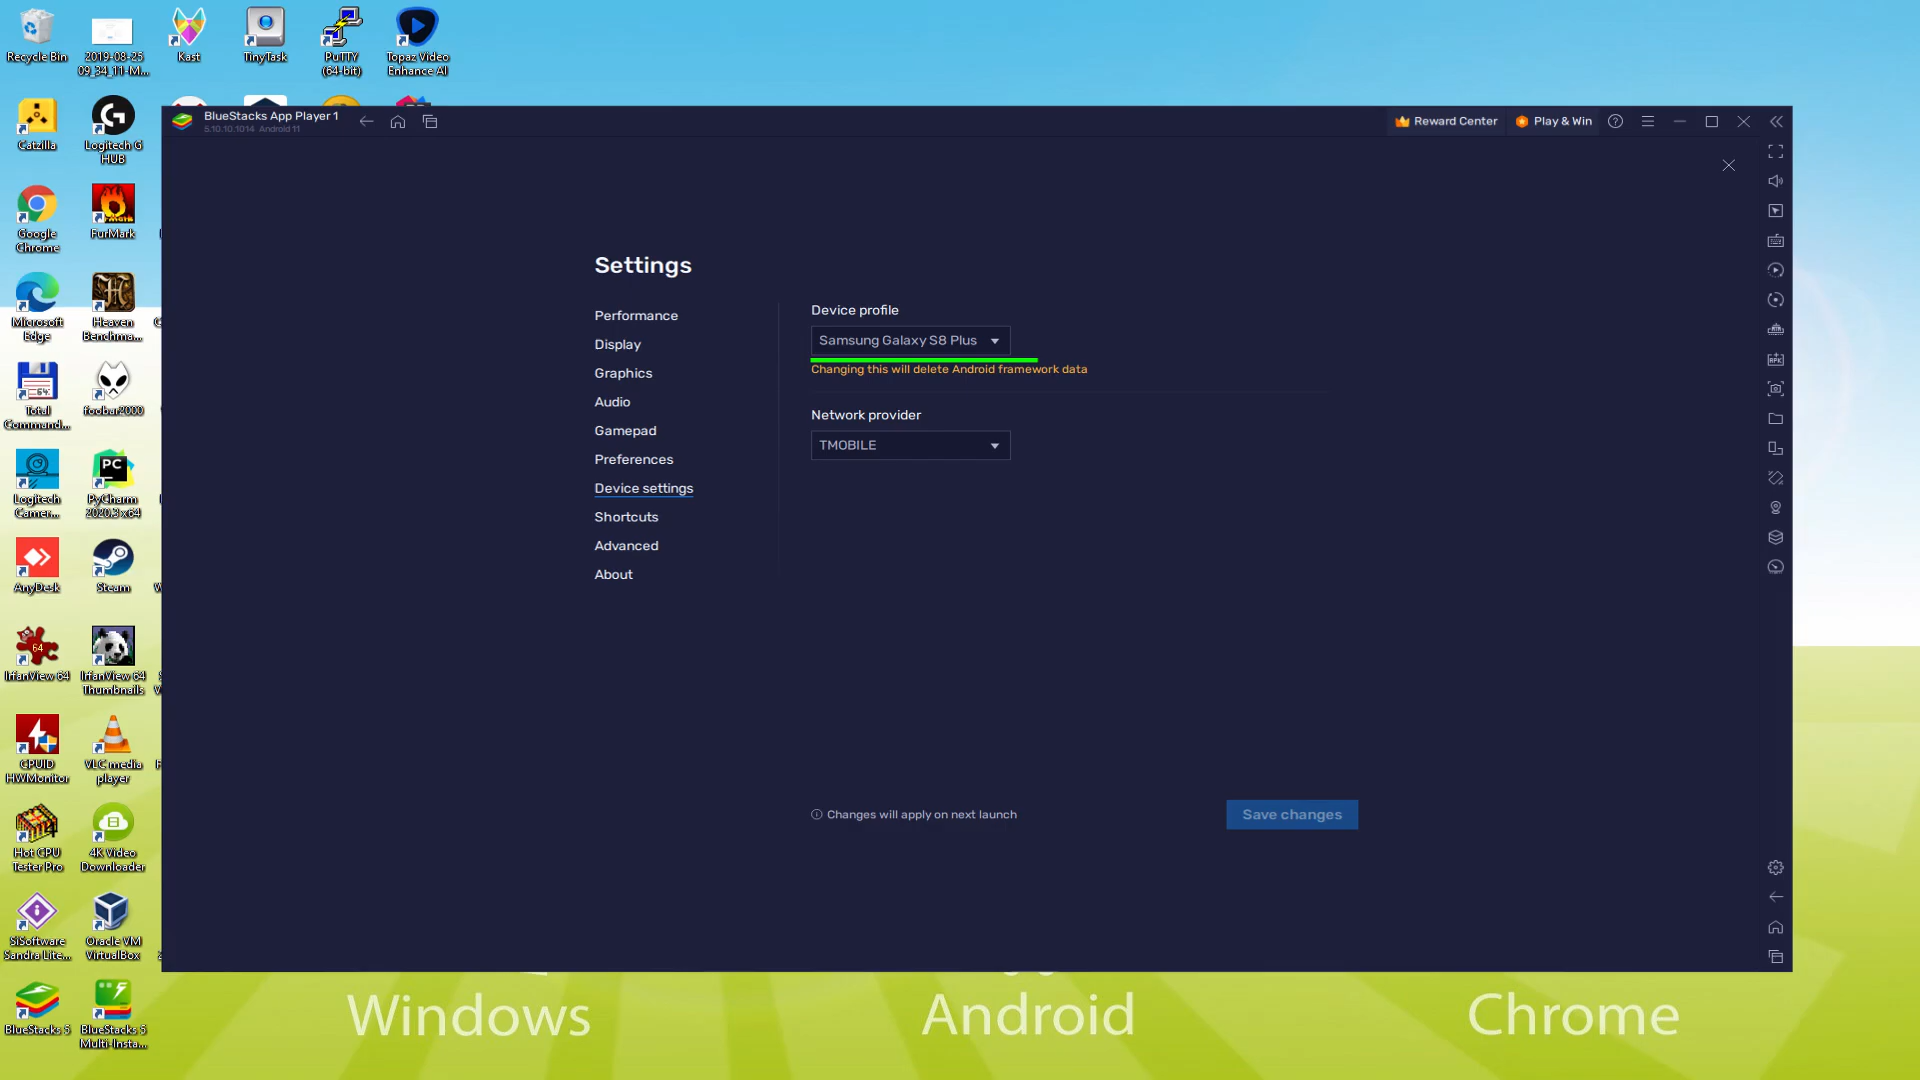 Recycle Bin
2019-08-25
09_34_11-M...
Kast
TinyTask
PuTTY
(64-bit)
Topaz Video
Enhance AI
Catzilla
Logitech G
HUB
Google
Chrome
FurMark
Microsoft
Edge
Heaven
Benchma...
Total
Command...
foobar2000
Logitech
Camer...
PyCharm
2020.3 x64
AnyDesk
Steam
IrfanView 64
IrfanView 64
Thumbnails
CPUID
HWMonitor
VLC media
player
Hot CPU
Tester Pro
4K Video
Downloader
SiSoftware
Sandra Lite...
Oracle VM
VirtualBox
BlueStacks 5
BlueStacks 5
Multi-Insta...
BlueStacks App Player 1
5.10.10.1014 Android 11
Reward Center
Play & Win
Settings
Performance
Display
Graphics
Audio
Gamepad
Preferences
Device settings
Shortcuts
Advanced
About
Device profile
Samsung Galaxy S8 Plus
Changing this will delete Android framework data
Network provider
TMOBILE
Changes will apply on next launch
Save changes
Windows
Android
Chrome